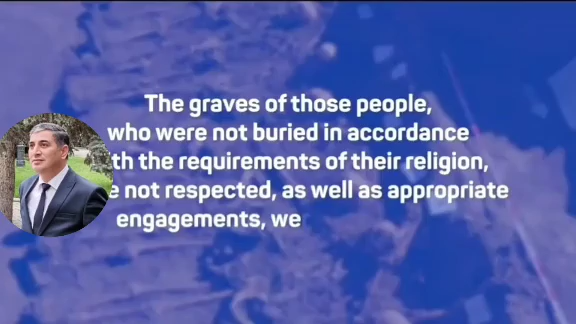 The graves of those people,
who were not buried in accordance
th the requirements of their religion,
e not respected, as well as appropriate
engagements, we